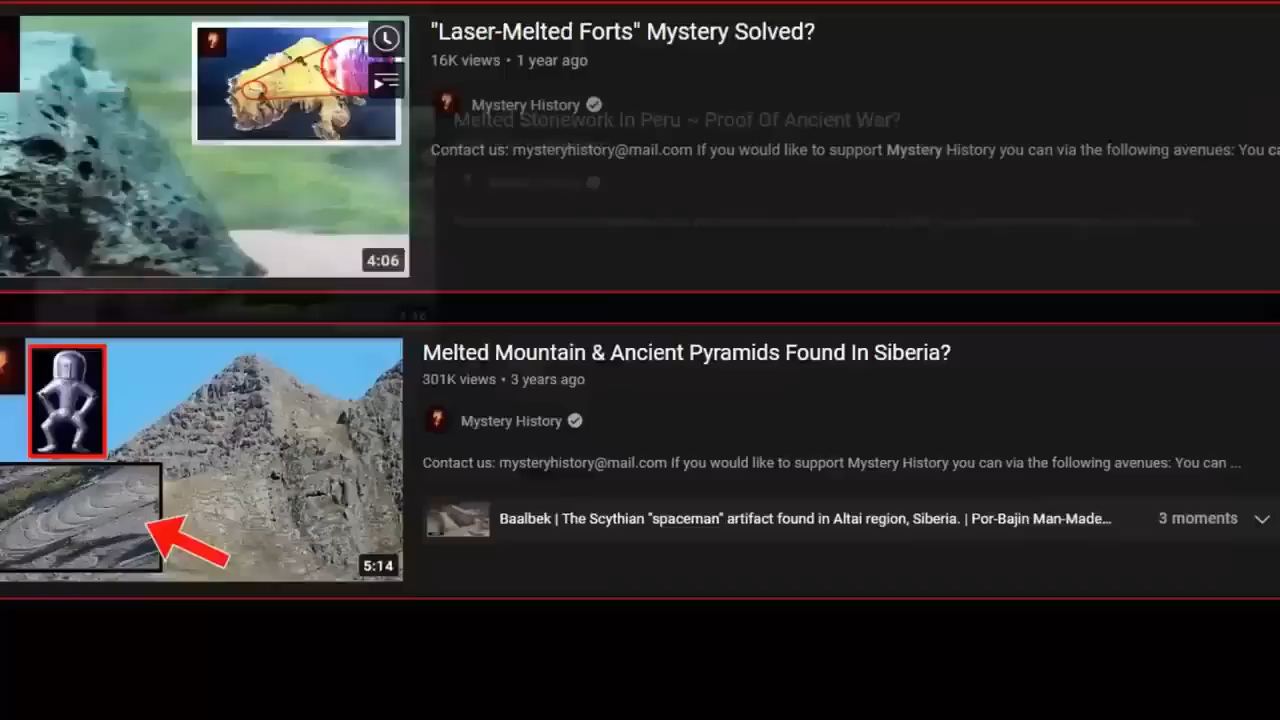 "Laser-Melted Forts" Mystery Solved?
16K views • 1 year ago
Mystery History
Melted Stonework In Peru ~ Proof Of Ancient War?
Contact us: mysteryhistory@mail.com If you would like to support Mystery History you can via the following avenues: You ca
4:06
Melted Mountain & Ancient Pyramids Found In Siberia?
301K views • 3 years ago
Mystery History
Contact us: mysteryhistory@mail.com If you would like to support Mystery History you can via the following avenues: You can ...
Baalbek | The Scythian "spaceman" artifact found in Altai region, Siberia. | Por-Bajin Man-Made...
3 moments
5:14